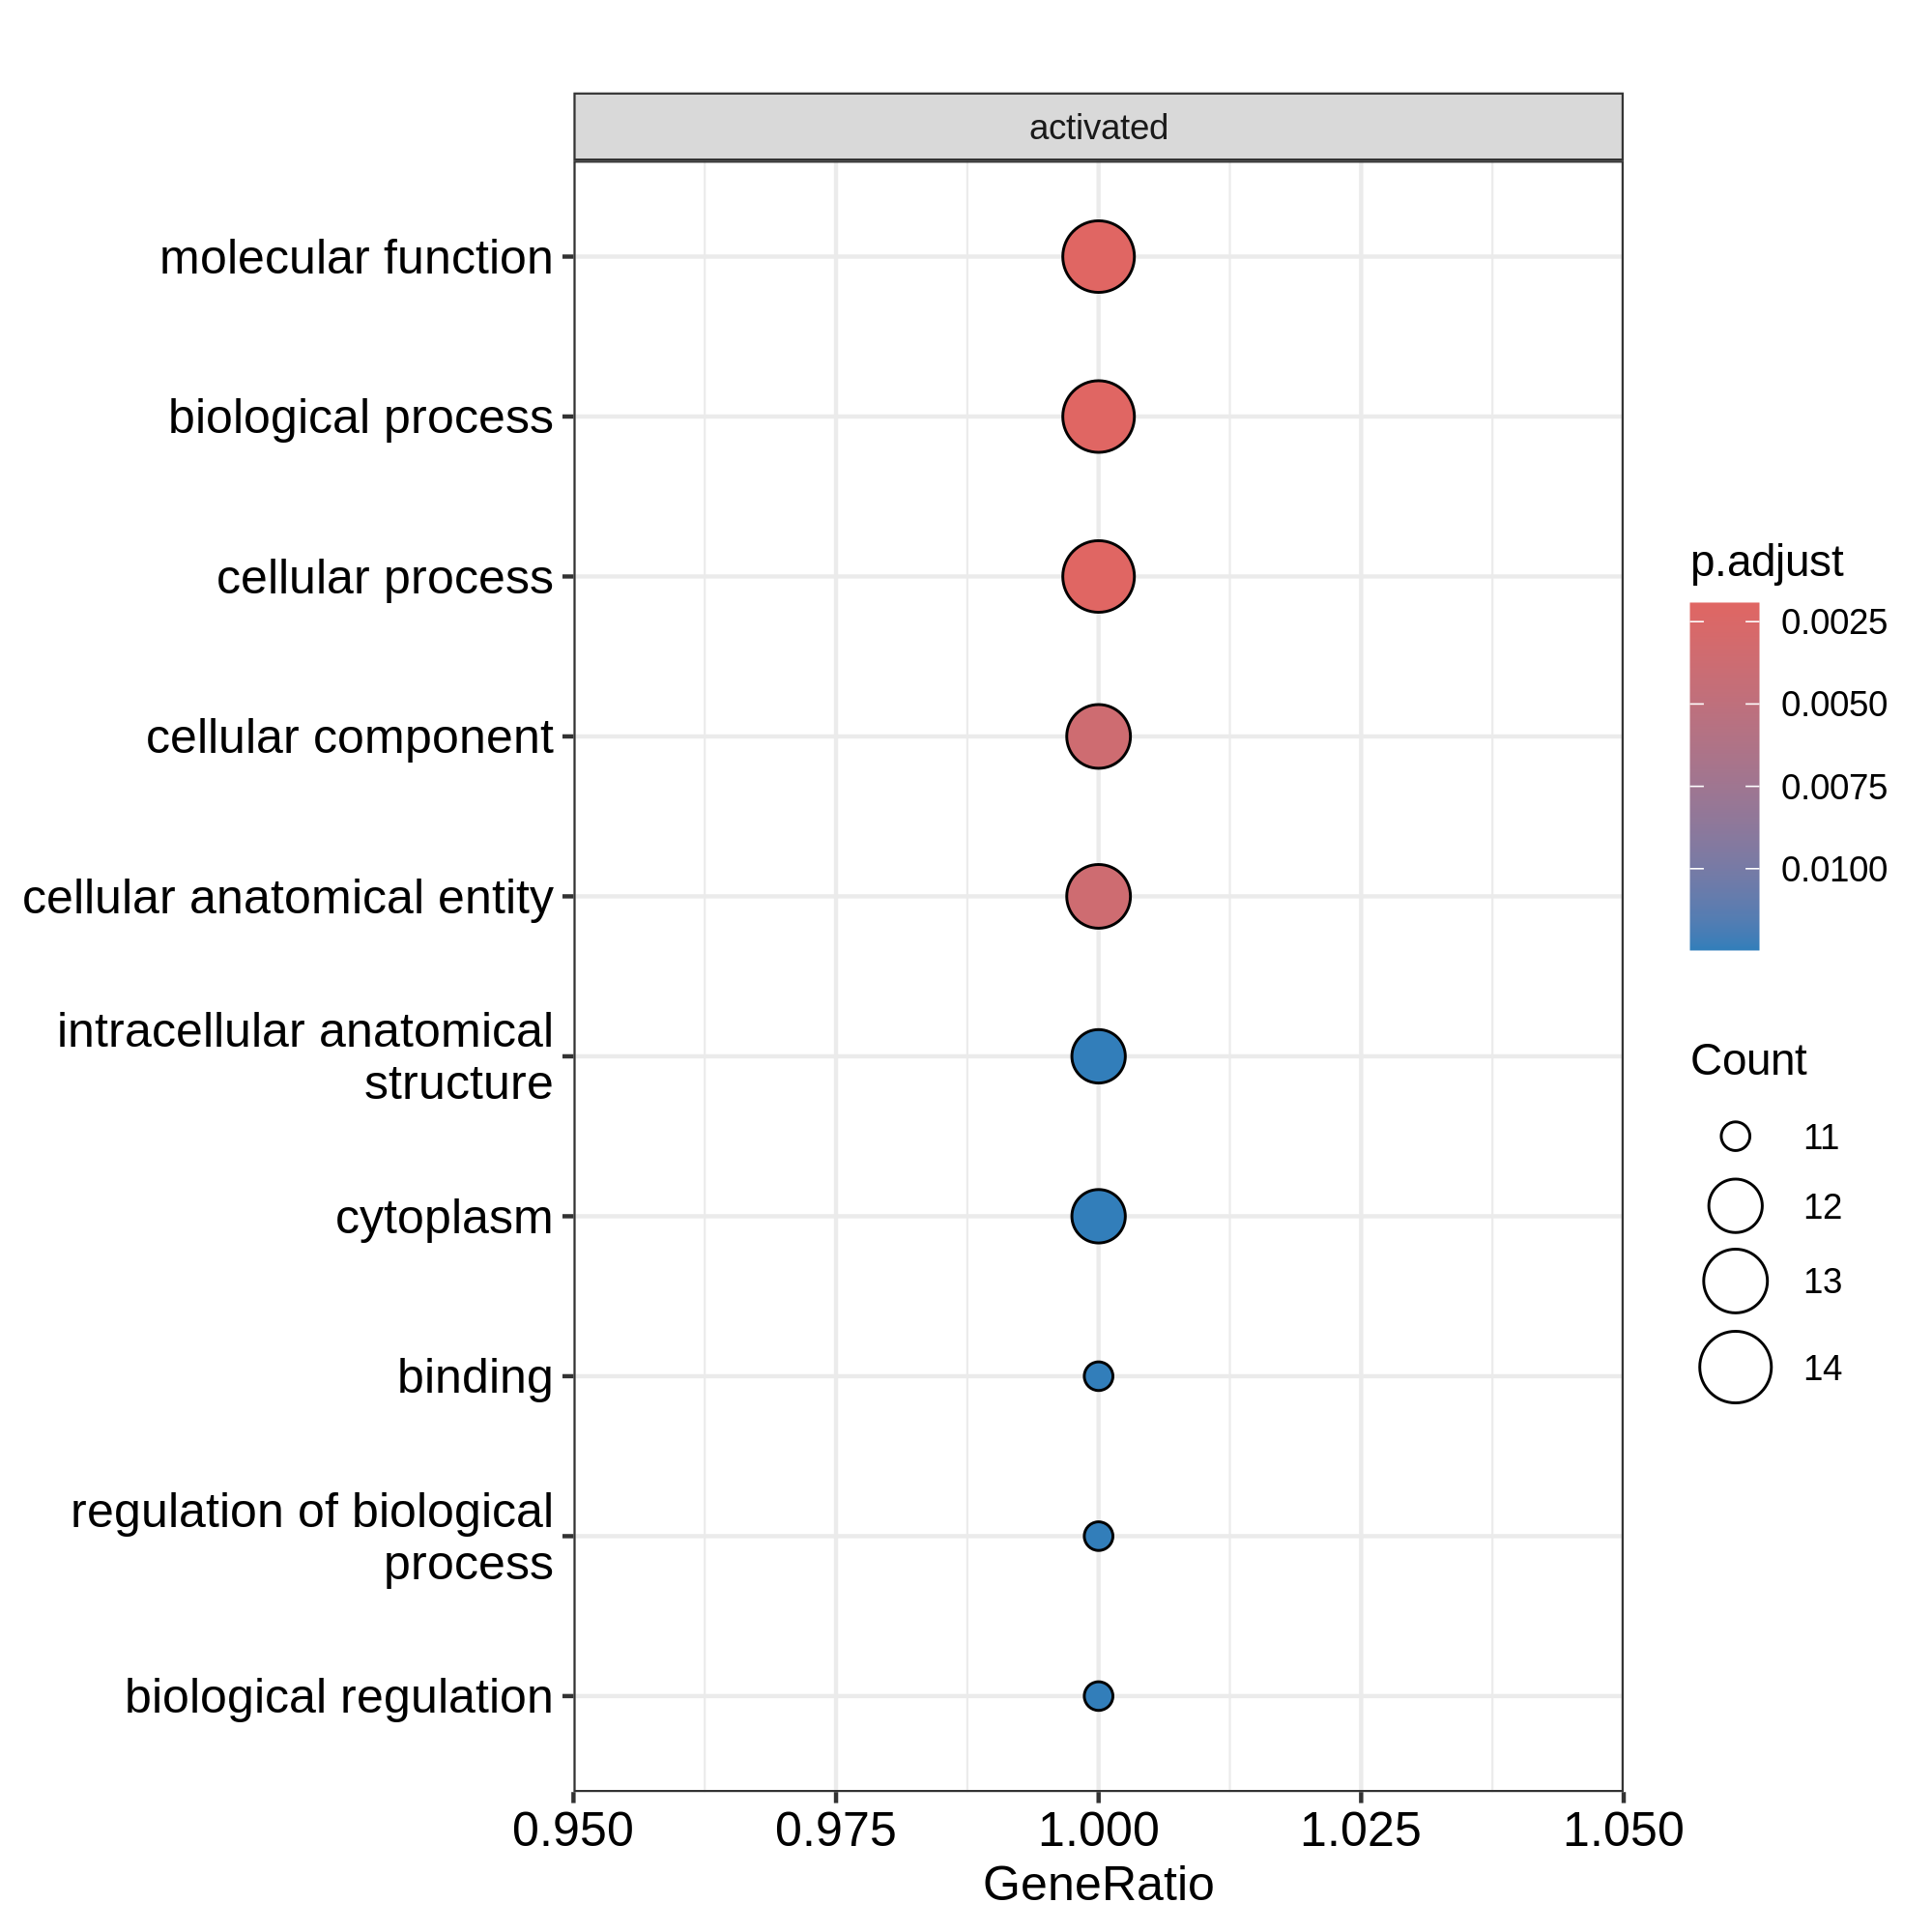 activated
molecular function
biological process
cellular process
cellular component
cellular anatomical entity
intracellular anatomical
structure
cytoplasm
binding
regulation of biological
process
biological regulation
0.950
0.975
1.000
1.025
1.050
GeneRatio
p.adjust
0.0025
0.0050
0.0075
0.0100
Count
11
12
13
14